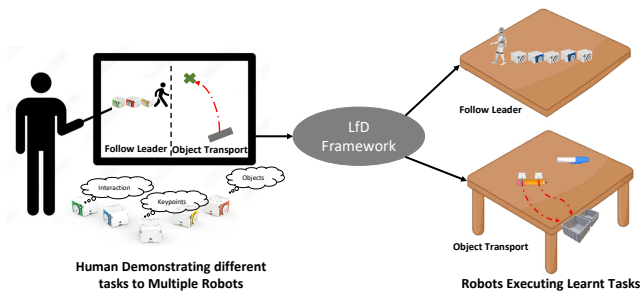 Follow Leader
Object Transport
Interaction
Keypoints
Objects
Human Demonstrating different
tasks to Multiple Robots
LfD
Framework
Follow Leader
Object Transport
Robots Executing Learnt Tasks